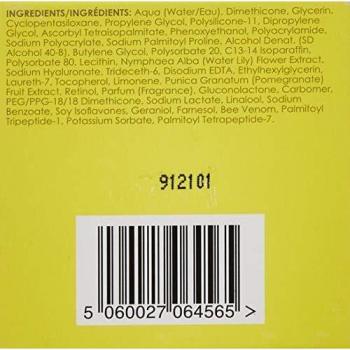 INGREDIENTS/INGRÉDIENTS: Aqua (Water/Eau), Dimethicone, Glycerin,
Cyclopentasiloxane, Propylene Glycol, Polysilicone-11, Dipropylene
Glycol, Ascorbyl Tetraisopalmitate, Phenoxyethanol, Polyacrylamide,
Sodium Polyacrylate, Sodium Palmitoyl Proline, Alcohol Denat. (SD
Alcohol 40-B), Butylene Glycol, Polysorbate 20, C13-14 Isoparaffin,
Polysorbate 80, Lecithin, Nymphaea Alba (Water Lily) Flower Extract,
Sodium Hyaluronate, Trideceth-6, Disodium EDTA, Ethylhexylglycerin,
Laureth-7, Tocopherol, Limonene, Punica Granatum (Pomegranate)
Fruit Extract, Retinol, Parfum (Fragrance), Gluconolactone, Carbomer,
PEG/PPG-18/18 Dimethicone, Sodium Lactate, Linalool, Sodium
Benzoate, Soy Isoflavones, Geraniol, Farnesol, Bee Venom, Palmitoyl
Tripeptide-1, Potassium Sorbate, Palmitoyl Tetrapeptide-7.
912101
5 060027 064565 >